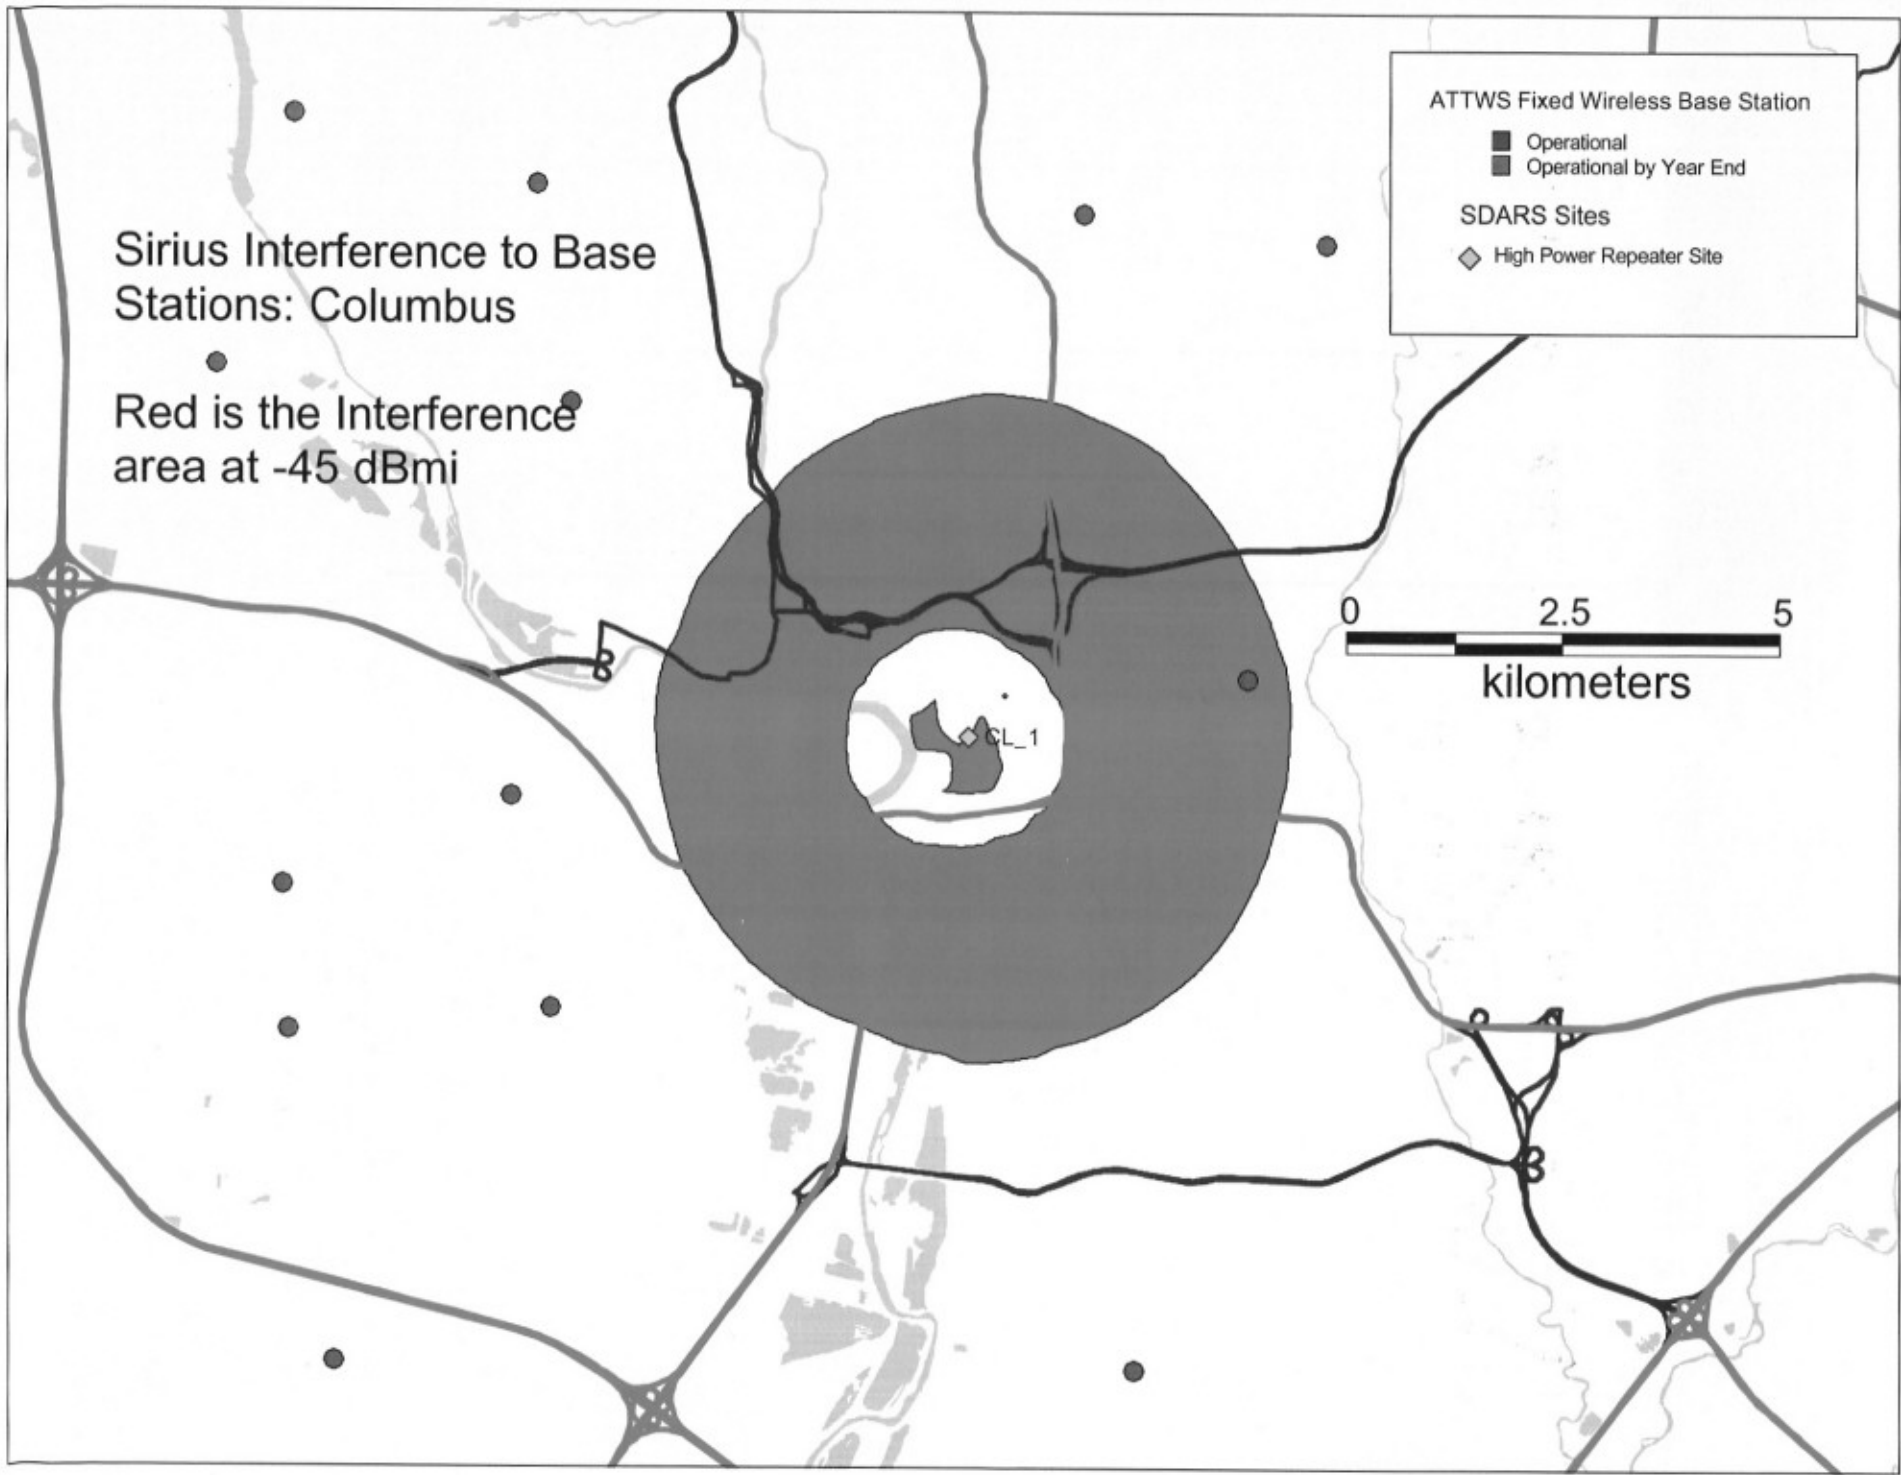 Sirius Interference to Base
Stations: Columbus
Red is the Interference
area at -45 dBmi
ATTWS Fixed Wireless Base Station
Operational
Operational by Year End
SDARS Sites
High Power Repeater Site
0 2.5 5
kilometers
CL_1